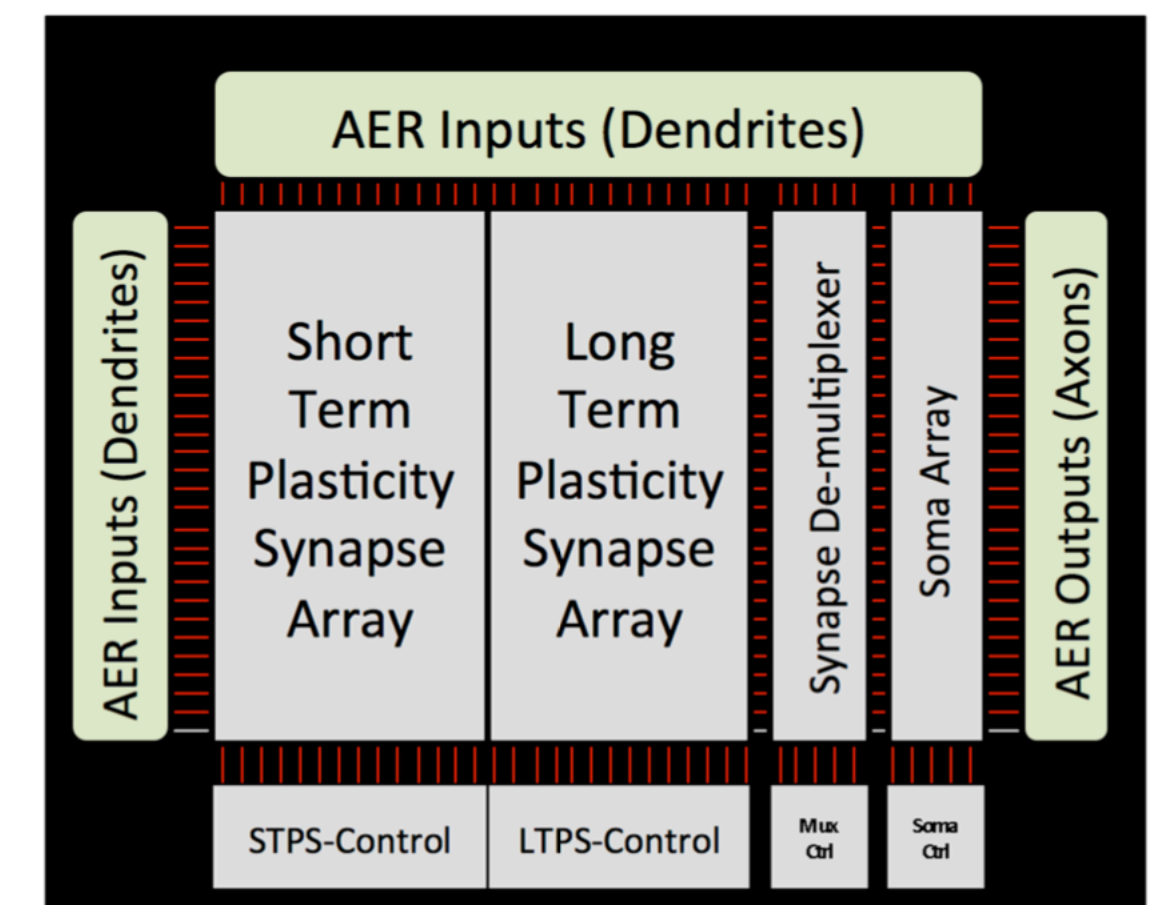 AER Inputs (Dendrites)
AER Inputs (Dendrites)
Short
Term
Plasticity
Synapse
Array
Long
Term
Plasticity
Synapse
Array
Synapse De-multiplexer
Soma Array
AER Outputs (Axons)
STPS-Control
LTPS-Control
Mux
Ctrl
Soma
Ctrl